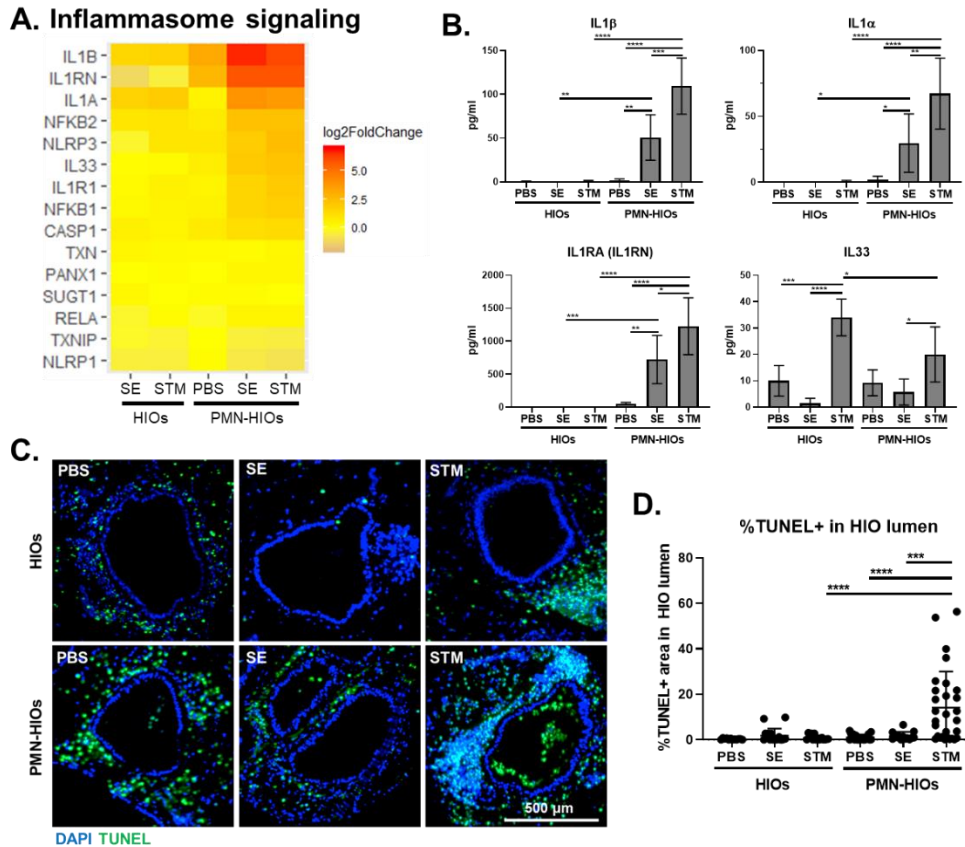 A. Inflammasome signaling
IL1B
IL1RN
IL1A
NFKB2
NLRP3
IL33
IL1R1
NFKB1
CASP1
TXN
PANX1
SUGT1
RELA
TXNIP
NLRP1
SE STM PBS SE STM
HIOs PMN-HIOs
log2FoldChange
5.0
2.5
0.0
B.
IL1β
pg/ml
150
100
50
0
****
****
***
**
**
PBS SE STM PBS SE STM
HIOs PMN-HIOs
IL1α
pg/ml
100
75
50
25
0
****
****
**
*
*
PBS SE STM PBS SE STM
HIOs PMN-HIOs
IL1RA (IL1RN)
pg/ml
2000
1500
1000
500
0
****
****
*
***
**
PBS SE STM PBS SE STM
HIOs PMN-HIOs
IL33
pg/ml
50
40
30
20
10
0
*
***
****
*
PBS SE STM PBS SE STM
HIOs PMN-HIOs
C.
HIOs
PBS SE STM
PMN-HIOs
PBS SE STM
500 µm
DAPI TUNEL
D.
%TUNEL+ in HIO lumen
%TUNEL+ area in HIO lumen
80
60
40
20
0
***
****
****
PBS SE STM PBS SE STM
HIOs PMN-HIOs